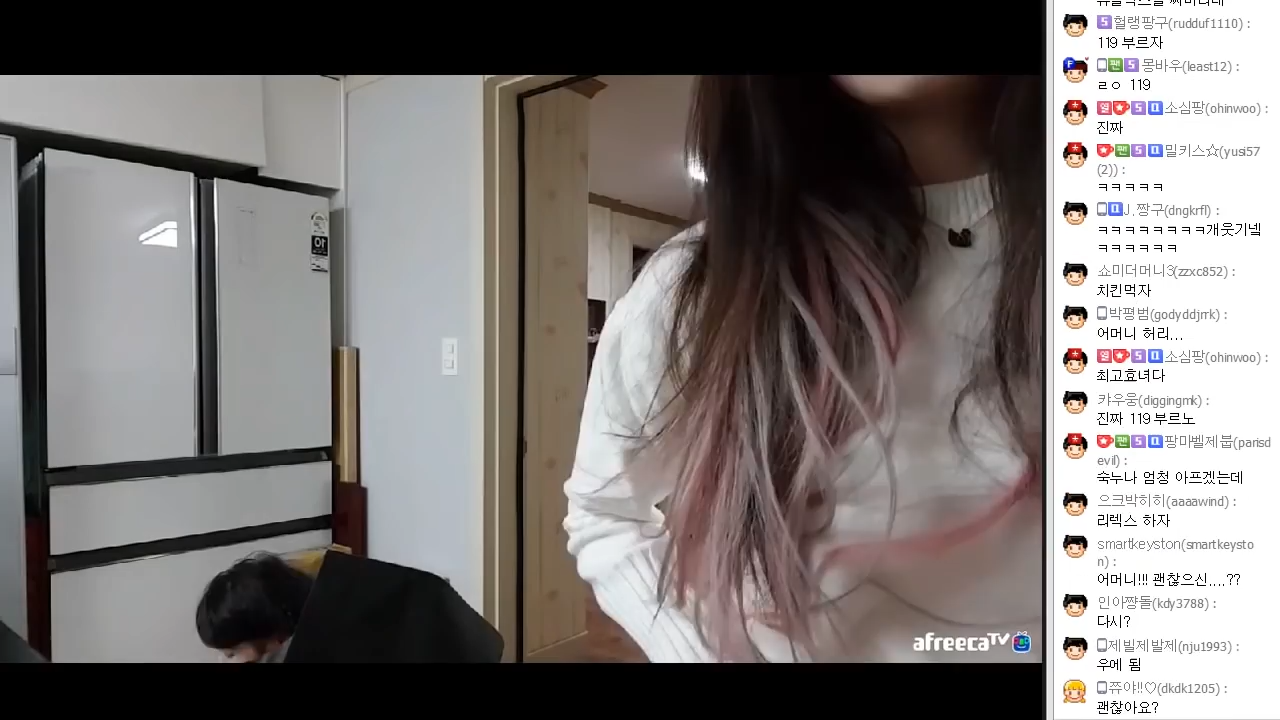 헐랭팡구(rudduf1110) :
119 부르자
몽바우(least12) :
ㄹㅇ 119
소심팡(ohinwoo) :
진짜
밀키스☆(yusi57
(2)) :
ㅋㅋㅋㅋㅋ
J.짱구(dngkrfl) :
ㅋㅋㅋㅋㅋㅋㅋㅋ개웃기넼
ㅋㅋㅋㅋㅋㅋ
쇼미더머니3(zzxc852) :
치킨먹자
박평범(godyddjrrk) :
어머니 허리...
소심팡(ohinwoo) :
최고효녀다
캬우웅(diggingmk) :
진짜 119 부르노
팡미벨제붑(parisd
evil) :
숙누나 엄청 아프겠는데
으크박히히(aaaawind) :
리렉스 하자
smartkeyston(smartkeysto
n) :
어머니!!! 괜찮으신....??
인아쨩돌(kdy3788) :
다시?
제빌제발제(nju1993) :
우에 됨
쮸야!!♡(dkdk1205) :
괜찮아요?
afreecaTV